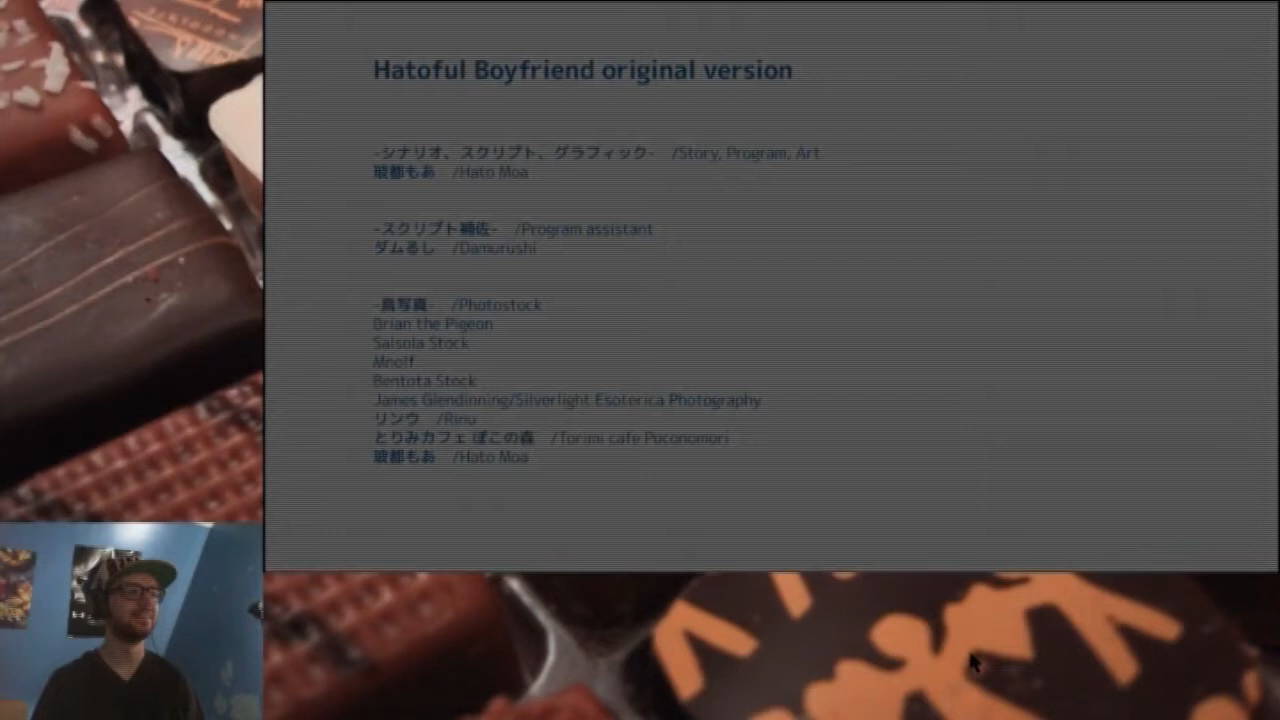 Hatoful Boyfriend original version
-シナリオ、スクリプト、グラフィック- /Story, Program, Art
玻都もあ /Hato Moa
-スクリプト補佐- /Program assistant
ダムるし /Damurushi
-鳥写真- /Photostock
Brian the Pigeon
Salsola Stock
Mnolf
Bentota Stock
James Glendinning/Silverlight Esoterica Photography
リンウ /Rinu
とりみカフェ ぽこの森 /Torimi cafe Poconomori
玻都もあ /Hato Moa